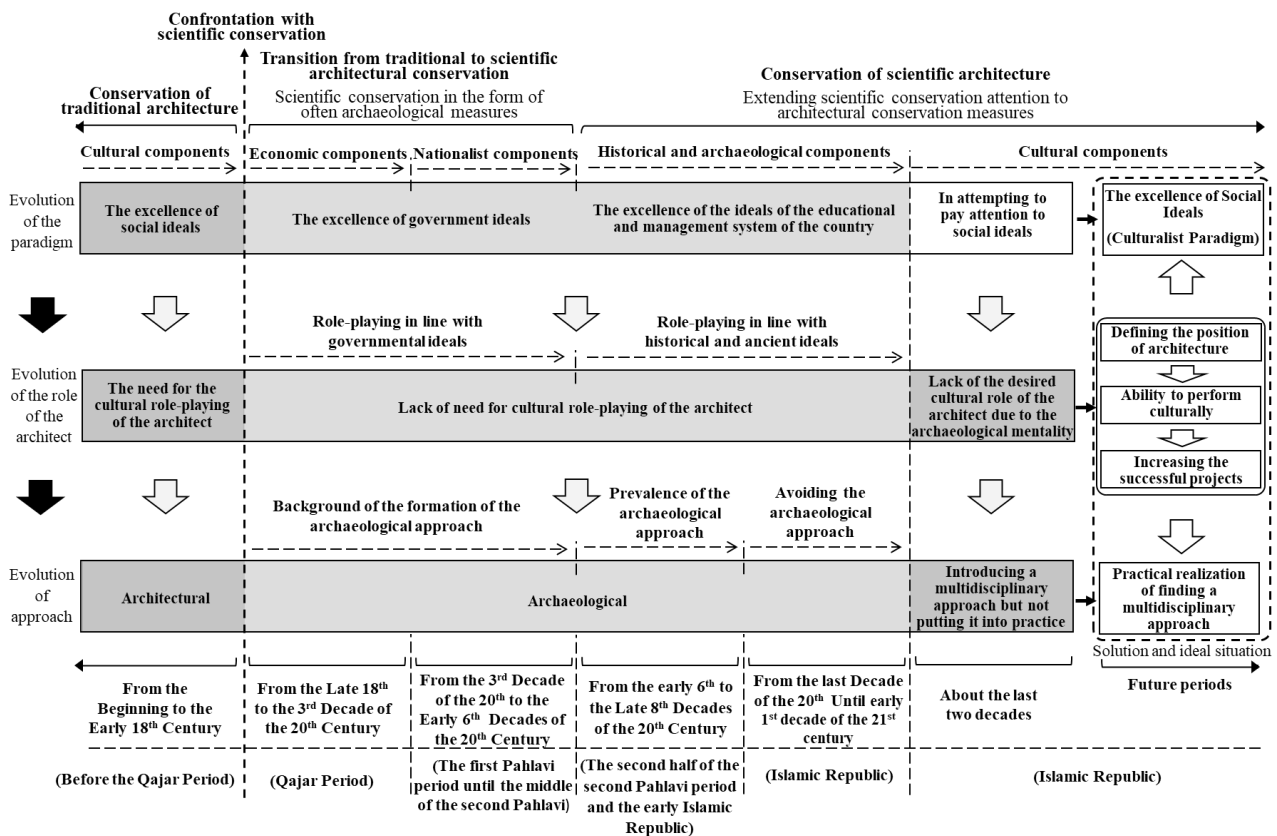 Confrontation with
scientific conservation
Transition from traditional to scientific
architectural conservation
Scientific conservation in the form of
often archaeological measures
Conservation of scientific architecture
Extending scientific conservation attention to
architectural conservation measures
Conservation of
traditional architecture
Cultural components
Economic components
Nationalist components
Historical and archaeological components
Cultural components
Evolution
of the
paradigm
The excellence of
social ideals
The excellence of government ideals
The excellence of the ideals of the educational
and management system of the country
In attempting to
pay attention to
social ideals
The excellence of Social
Ideals
(Culturalist Paradigm)
Role-playing in line with
governmental ideals
Role-playing in line with
historical and ancient ideals
Defining the position
of architecture
Evolution
of the role
of the
architect
The need for the
cultural role-playing
of the architect
Lack of need for cultural role-playing of the architect
Lack of the desired
cultural role of the
architect due to the
archaeological mentality
Ability to perform
culturally
Increasing the
successful projects
Background of the formation of the
archaeological approach
Prevalence of the
archaeological
approach
Avoiding the
archaeological
approach
Evolution
of
approach
Architectural
Archaeological
Introducing a
multidisciplinary
approach but not
putting it into practice
Practical realization
of finding a
multidisciplinary
approach
Solution and ideal situation
From the
Beginning to the
Early 18th Century
From the Late 18th
to the 3rd Decade
of the 20th Century
From the 3rd Decade
of the 20th to the
Early 6th Decades of
the 20th Century
From the early 6th to
the Late 8th Decades
of the 20th Century
From the last Decade
of the 20th Until early
1st decade of the 21st
century
About the last
two decades
Future periods
(Before the Qajar Period)
(Qajar Period)
(The first Pahlavi
period until the middle
of the second Pahlavi)
(The second half of the
second Pahlavi period
and the early Islamic
Republic)
(Islamic Republic)
(Islamic Republic)